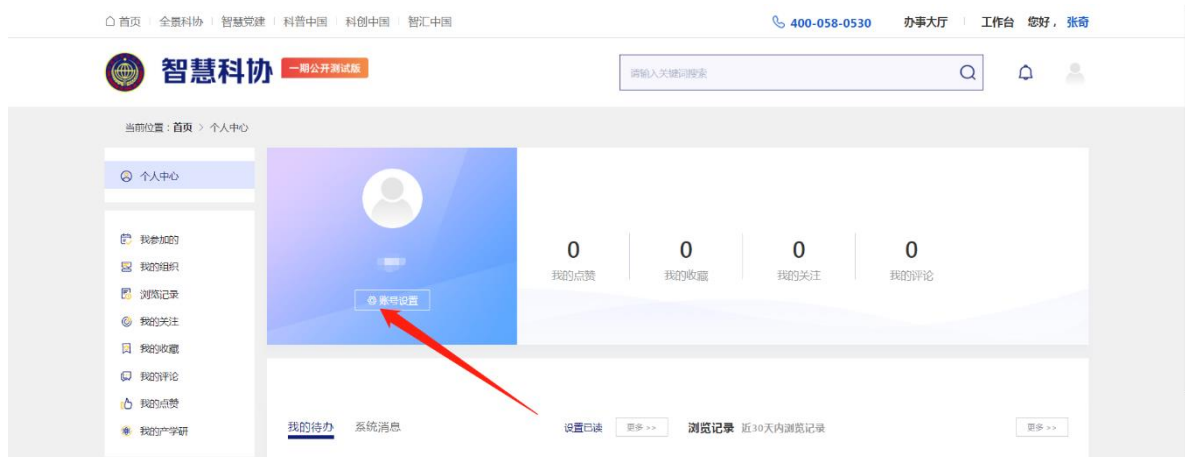 首页 全景科协 智慧党建 科普中国 科创中国 智汇中国 400-058-0530 办事大厅 工作台 您好，张奇
智慧科协 一期公开测试版 请输入关键词搜索
当前位置：首页 > 个人中心
个人中心
我参加的
我的组织
浏览记录
我的关注
我的收藏
我的评论
我的点赞
我的产学研
账号设置
0 0 0 0
我的点赞 我的收藏 我的关注 我的评论
我的待办 系统消息 设置已读 更多 >> 浏览记录 近30天内浏览记录 更多 >>